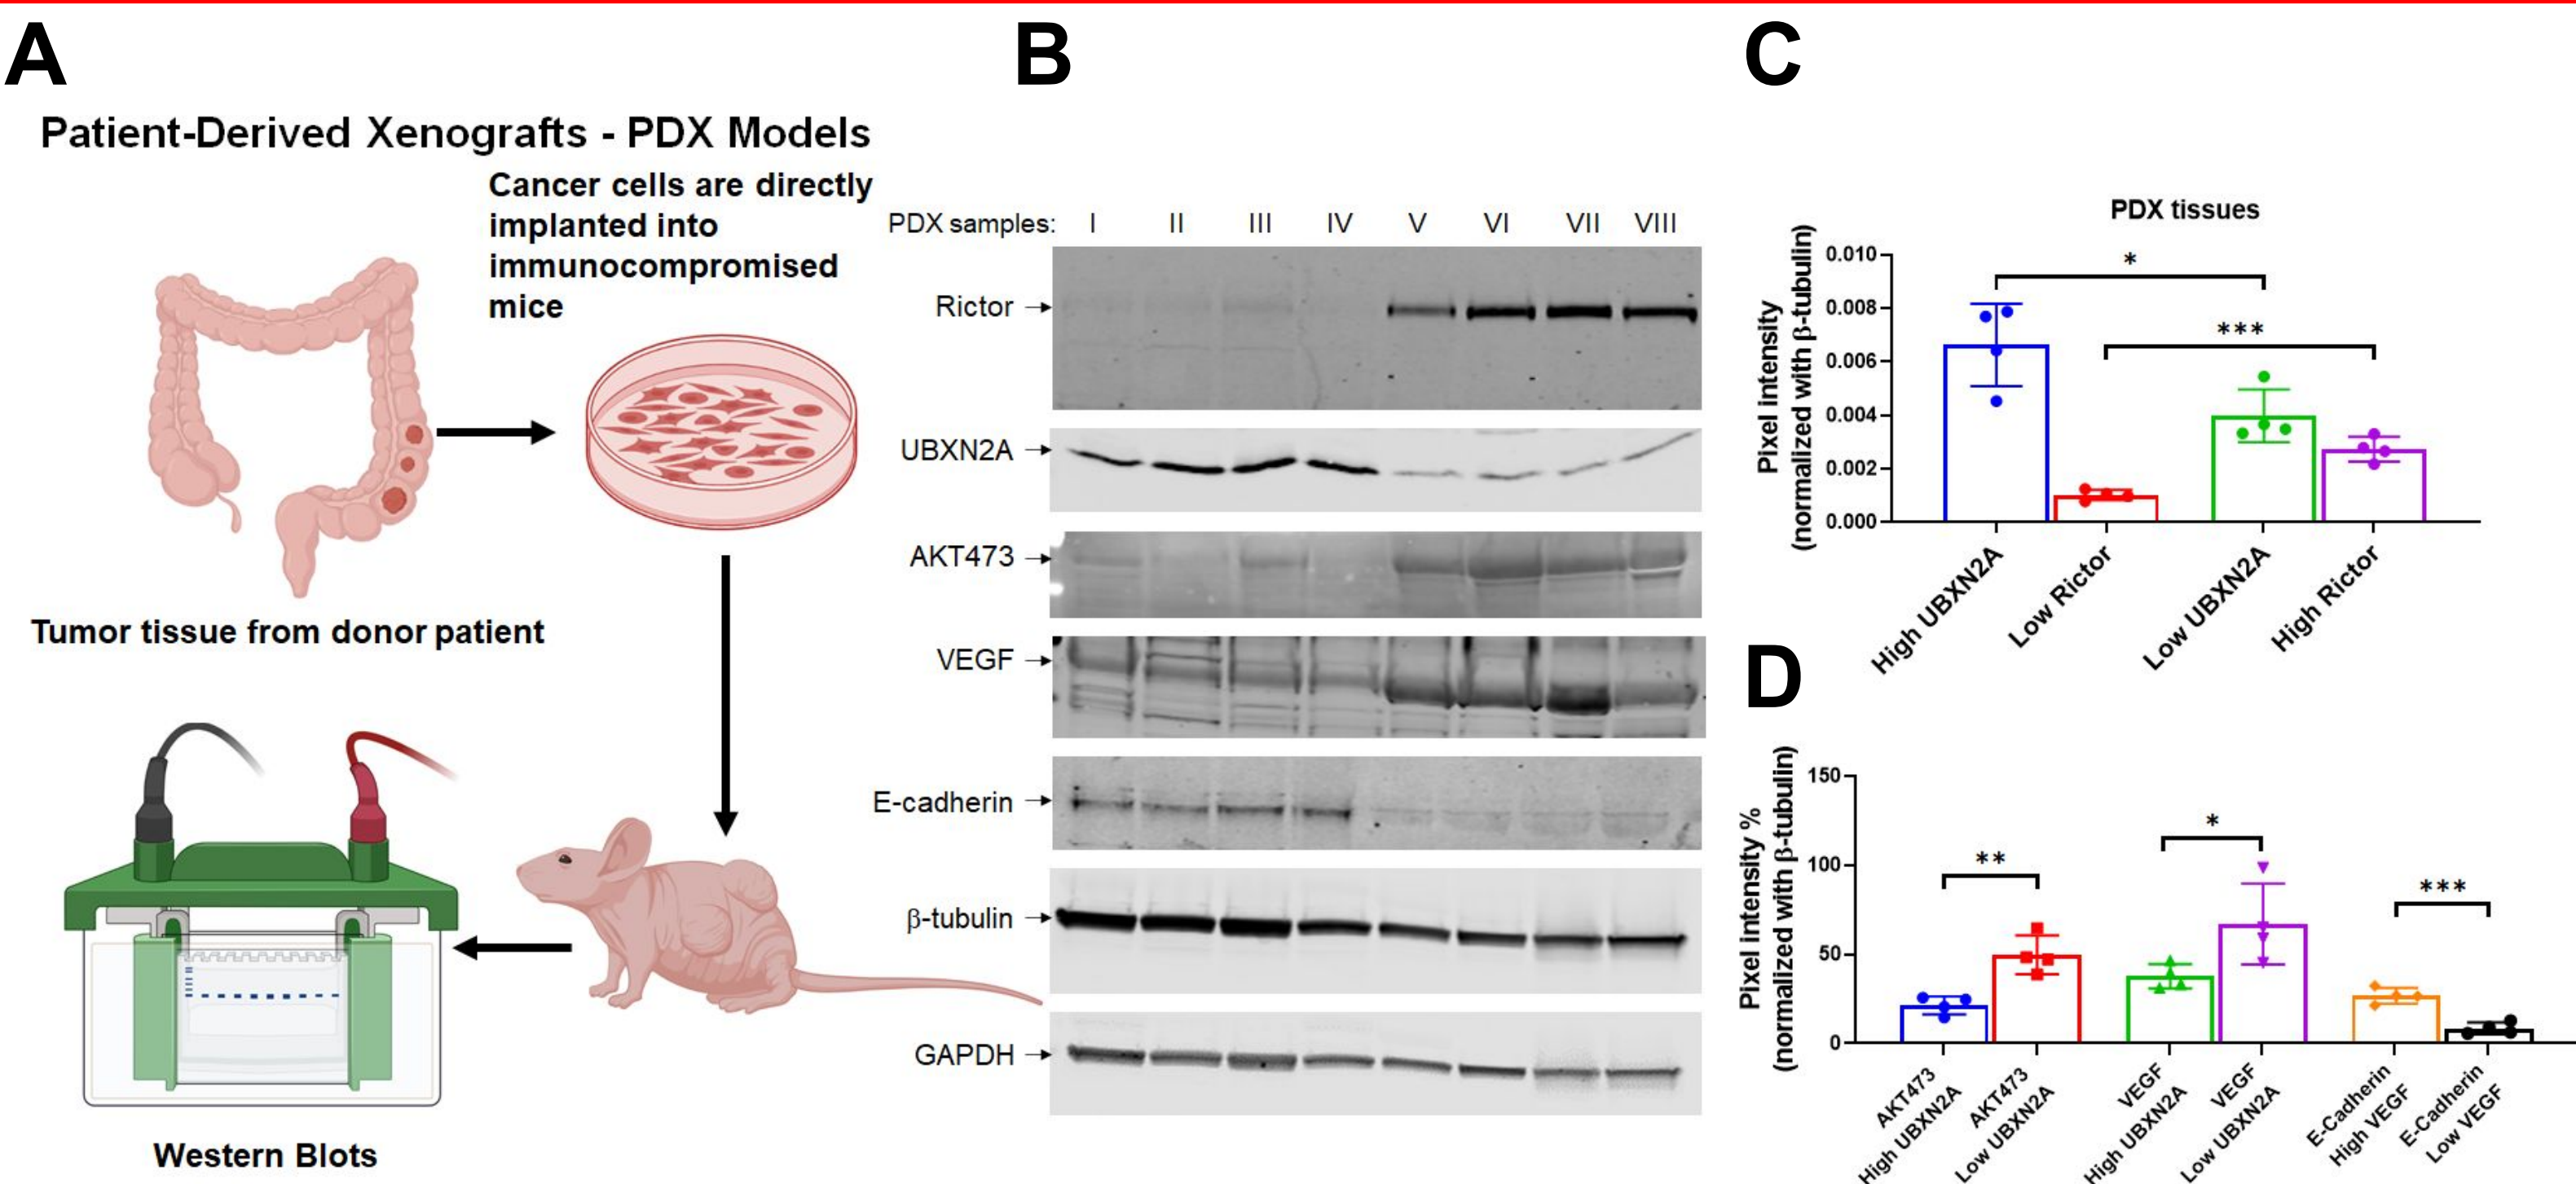 A
Patient-Derived Xenografts - PDX Models
Cancer cells are directly
implanted into
immunocompromised
mice
Tumor tissue from donor patient
Western Blots
B
PDX samples: I II III IV V VI VII VIII
Rictor
UBXN2A
AKT473
VEGF
E-cadherin
β-tubulin
GAPDH
C
PDX tissues
Pixel intensity
(normalized with β-tubulin)
0.010
0.008
0.006
0.004
0.002
0.000
*
***
High UBXN2A
Low Rictor
Low UBXN2A
High Rictor
D
Pixel intensity %
(normalized with β-tubulin)
150
100
50
0
**
*
***
AKT473
High UBXN2A
AKT473
Low UBXN2A
VEGF
High UBXN2A
VEGF
Low UBXN2A
E-Cadherin
High VEGF
E-Cadherin
Low VEGF